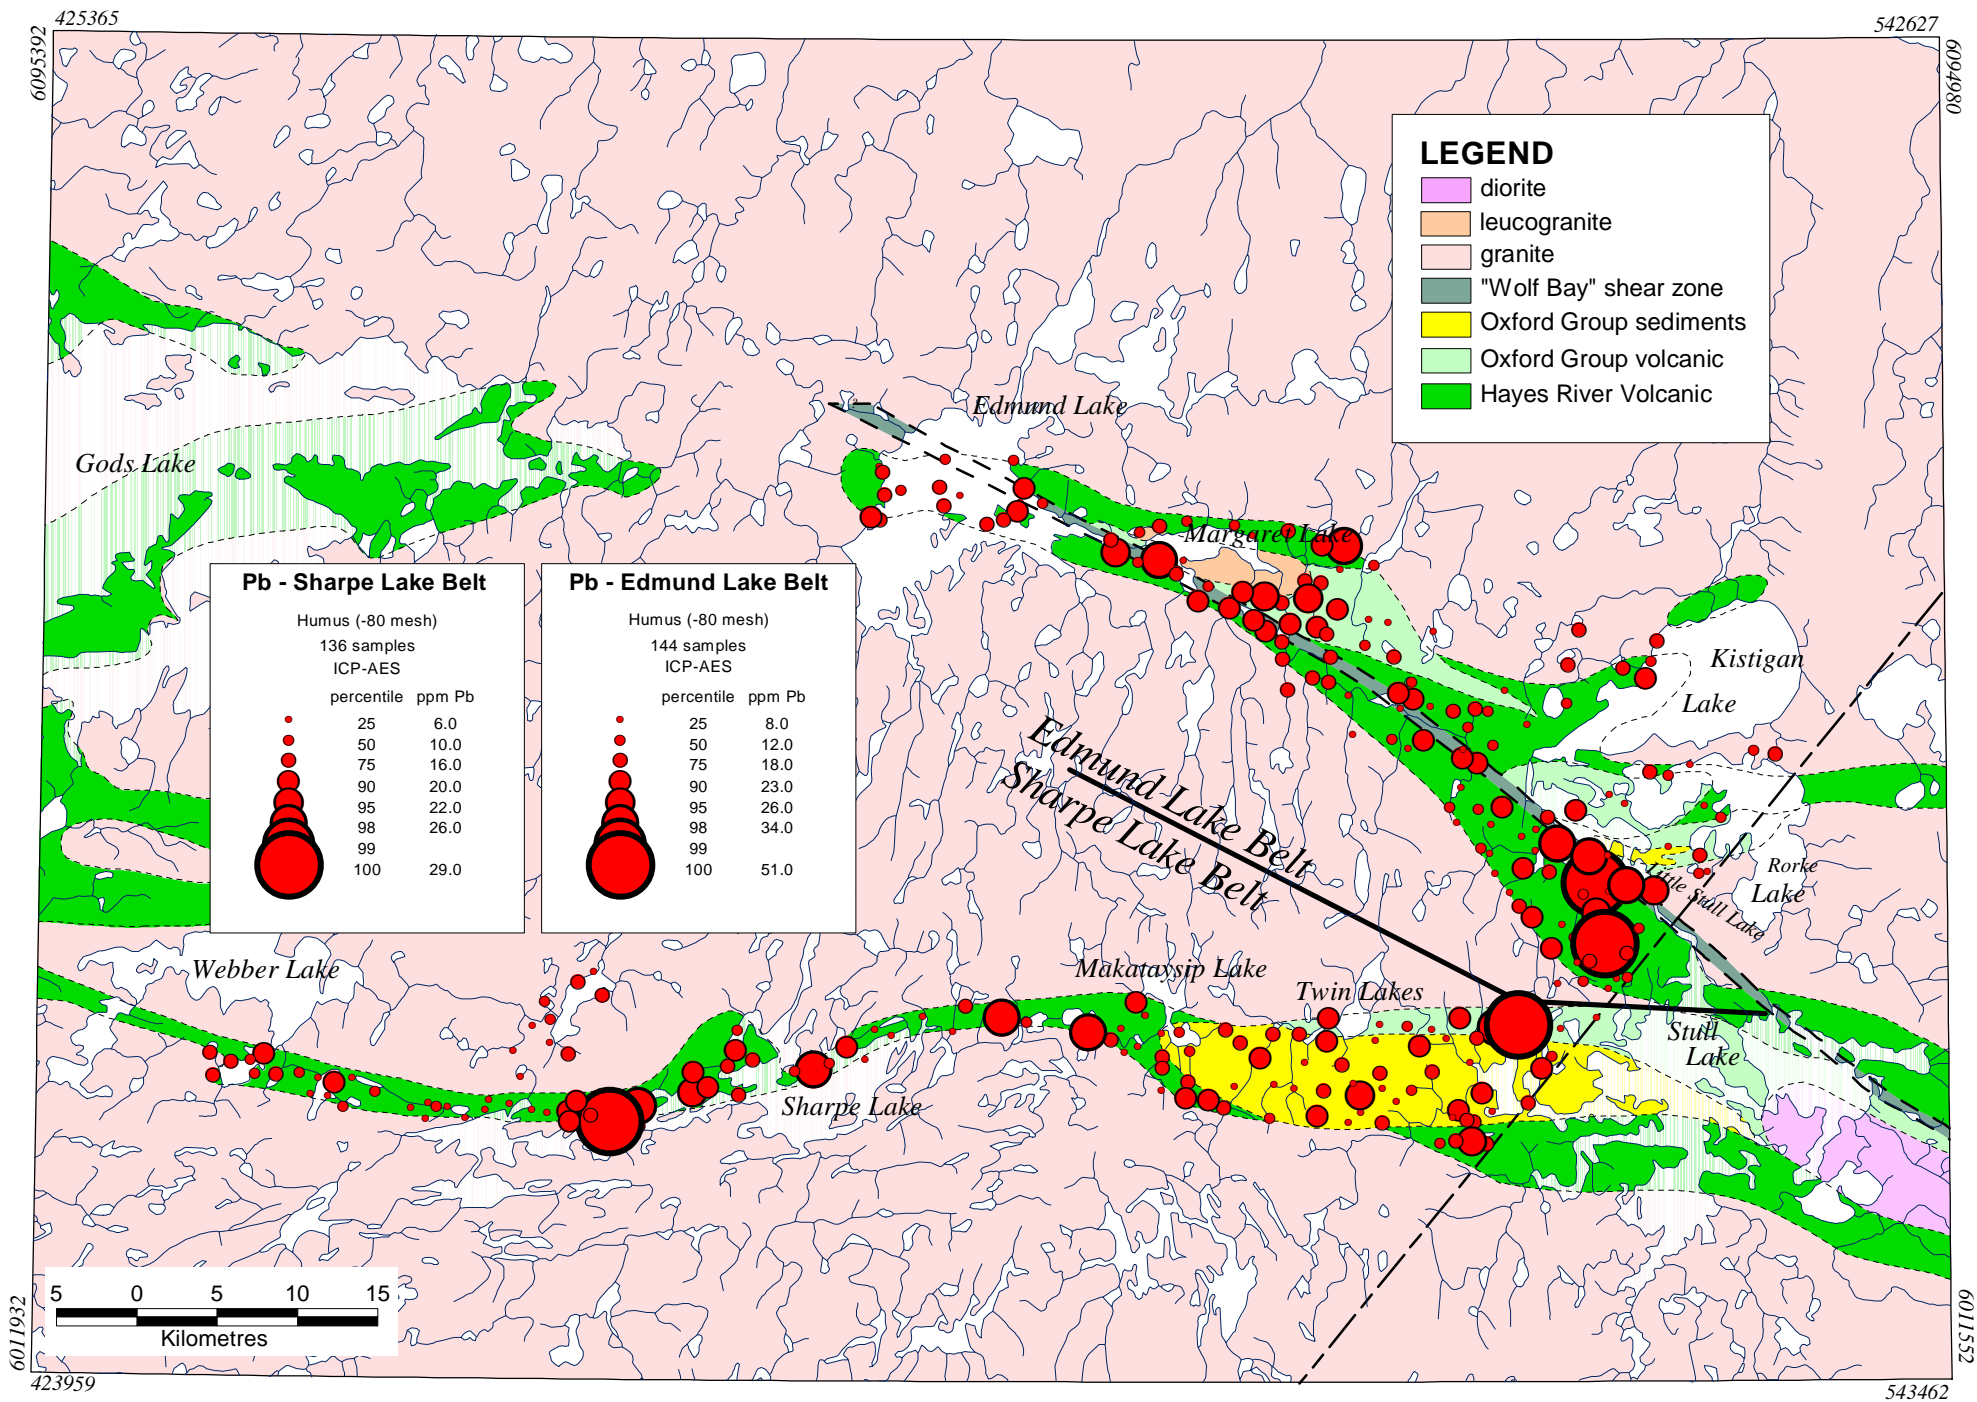 425365
542627
6095392
6094980
LEGEND
diorite
leucogranite
granite
"Wolf Bay" shear zone
Oxford Group sediments
Oxford Group volcanic
Hayes River Volcanic
Edmund Lake
Gods Lake
Margaret Lake
Kistigan
Lake
Pb - Sharpe Lake Belt
Humus (-80 mesh)
136 samples
ICP-AES
percentile ppm Pb
25 6.0
50 10.0
75 16.0
90 20.0
95 22.0
98 26.0
99
100 29.0
Pb - Edmund Lake Belt
Humus (-80 mesh)
144 samples
ICP-AES
percentile ppm Pb
25 8.0
50 12.0
75 18.0
90 23.0
95 26.0
98 34.0
99
100 51.0
Edmund Lake Belt
Sharpe Lake Belt
Rorke
Lake
Little Stull Lake
Webber Lake
Makataysip Lake
Twin Lakes
Stull
Lake
Sharpe Lake
5 0 5 10 15
Kilometres
6011932
6011552
423959
543462